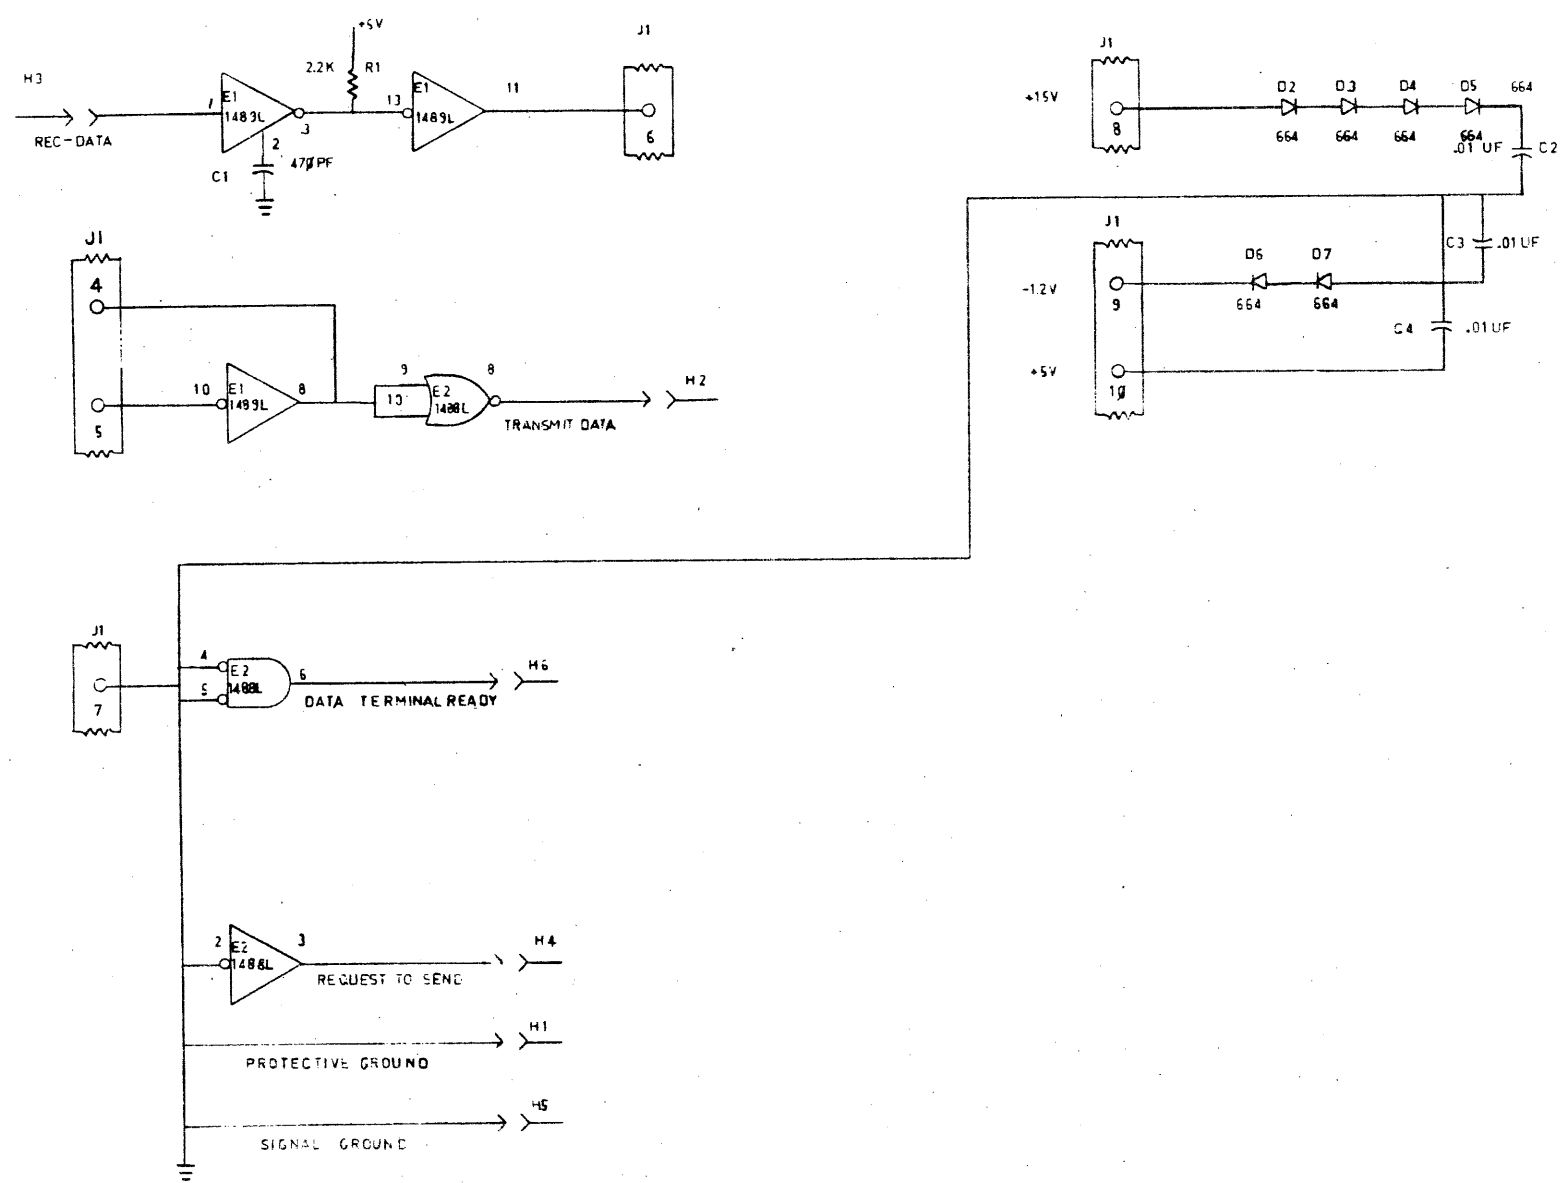 +5V
J1
2.2K R1
H3
1 E1 1489L 3
13 E1 1489L 11
REC-DATA
2
C1 470PF
6
J1
+15V
8
D2 D3 D4 D5 664
664 664 664 664
.01 UF C2
J1
4
10 E1 1489L 8
5
9
10 E2 1488L
8
H2
TRANSMIT DATA
J1
C3 .01UF
D6 D7
-12V
9
664 664
C4 .01UF
+5V
10
J1
7
4
5
E2 1488L
6
H6
DATA TERMINAL READY
2 E2 1488L 3
H4
REQUEST TO SEND
H1
PROTECTIVE GROUND
H5
SIGNAL GROUND